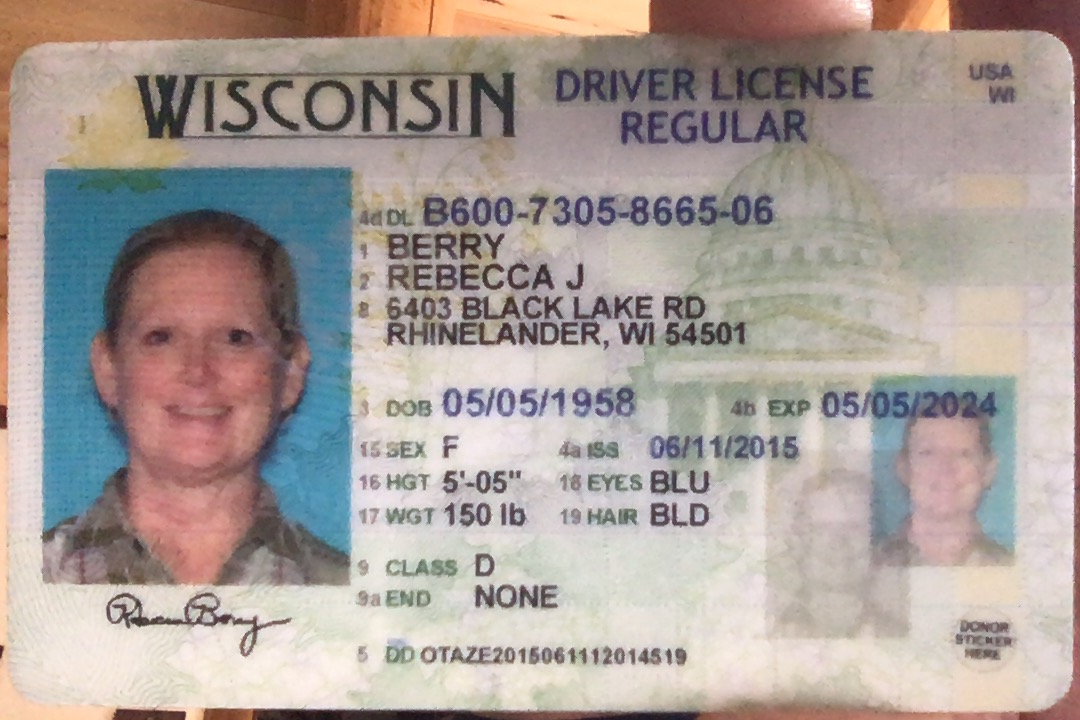 WISCONSIN
DRIVER LICENSE
REGULAR
USA
WI
4d DL B600-7305-8665-06
1 BERRY
2 REBECCA J
8 6403 BLACK LAKE RD
RHINELANDER, WI 54501
3 DOB 05/05/1958 4b EXP 05/05/2024
15 SEX F 4a ISS 06/11/2015
16 HGT 5'-05" 18 EYES BLU
17 WGT 150 lb 19 HAIR BLD
9 CLASS D
9a END NONE
5 DD OTAZE2015061112014519
DONOR
STICKER
HERE